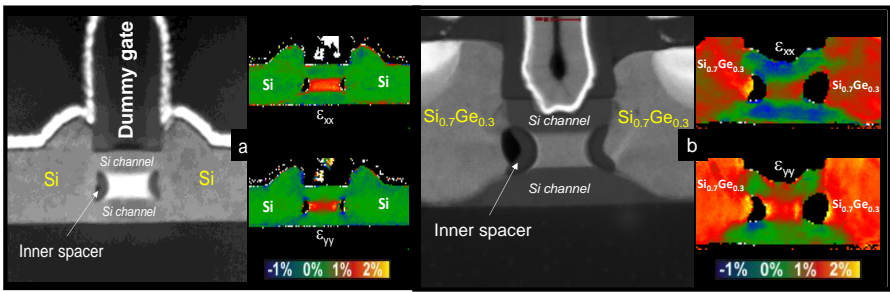 Dummy gate
Si
Si
Si channel
Si channel
Inner spacer
a
Si
Si
εxx
Si
Si
εyy
-1% 0% 1% 2%
Si0.7Ge0.3
Si0.7Ge0.3
Si channel
Si channel
Inner spacer
b
εxx
Si0.7Ge0.3
Si0.7Ge0.3
εyy
Si0.7Ge0.3
Si0.7Ge0.3
-1% 0% 1% 2%